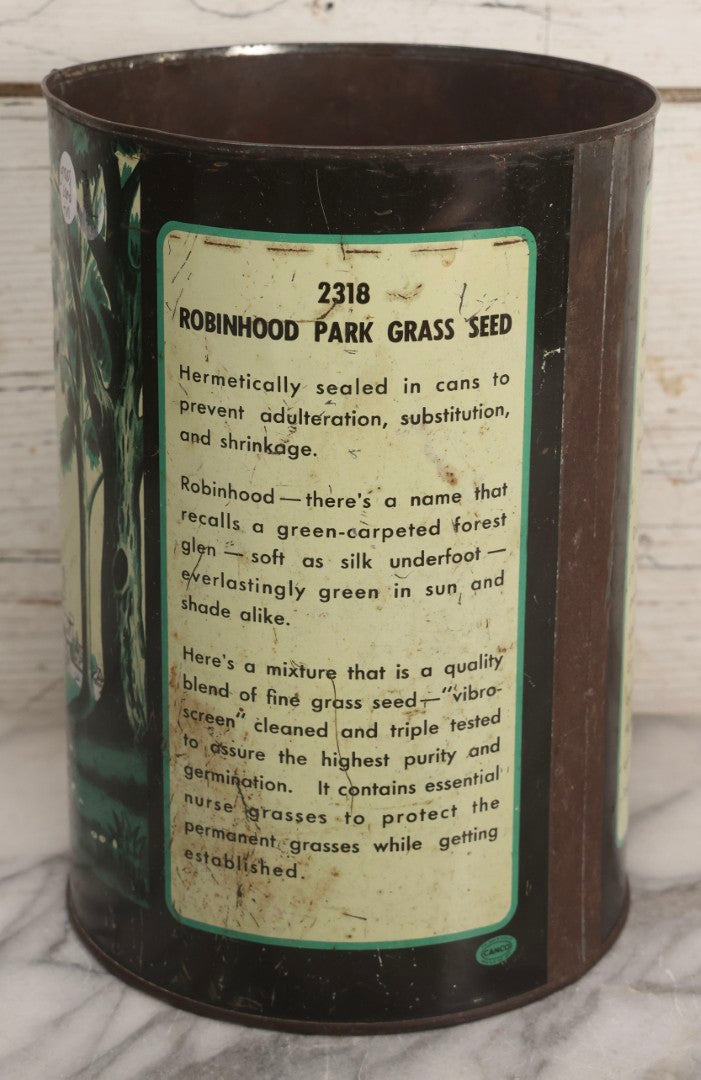 2318
ROBINHOOD PARK GRASS SEED
Hermetically sealed in cans to
prevent adulteration, substitution,
and shrinkage.
Robinhood—there's a name that
recalls a green-carpeted forest
glen — soft as silk underfoot—
everlastingly green in sun and
shade alike.
Here's a mixture that is a quality
blend of fine grass seed—"vibro-
screen" cleaned and triple tested
to assure the highest purity and
germination. It contains essential
nurse grasses to protect the
permanent grasses while getting
established.
CANCO